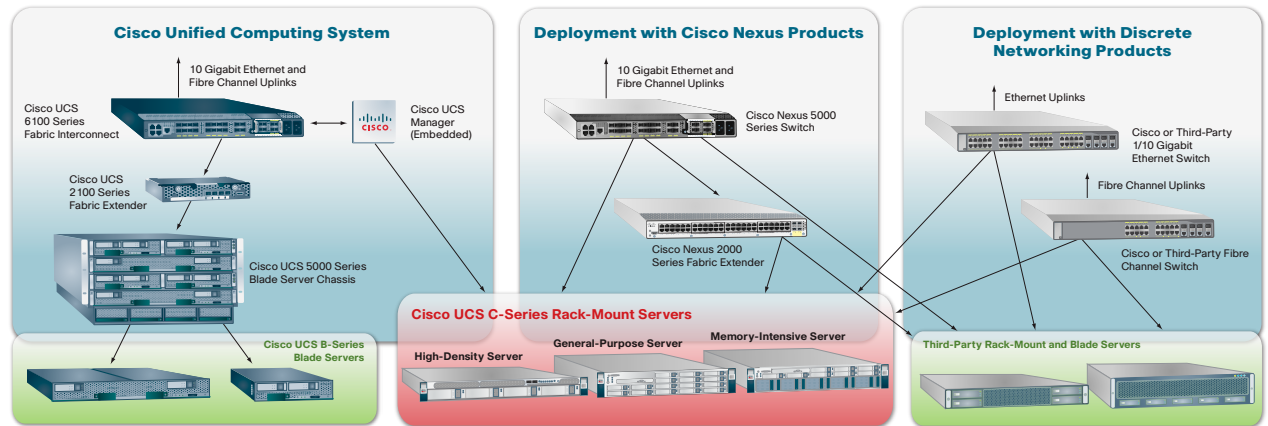 Cisco Unified Computing System
10 Gigabit Ethernet and
Fibre Channel Uplinks
Cisco UCS
6100 Series
Fabric Interconnect
CISCO
Cisco UCS
Manager
(Embedded)
Cisco UCS
2100 Series
Fabric Extender
Cisco UCS 5000 Series
Blade Server Chassis
Cisco UCS B-Series
Blade Servers
Deployment with Cisco Nexus Products
10 Gigabit Ethernet and
Fibre Channel Uplinks
Cisco Nexus 5000
Series Switch
Cisco Nexus 2000
Series Fabric Extender
Cisco UCS C-Series Rack-Mount Servers
High-Density Server
General-Purpose Server
Memory-Intensive Server
Deployment with Discrete
Networking Products
Ethernet Uplinks
Cisco or Third-Party
1/10 Gigabit
Ethernet Switch
Fibre Channel Uplinks
Cisco or Third-Party Fibre
Channel Switch
Third-Party Rack-Mount and Blade Servers